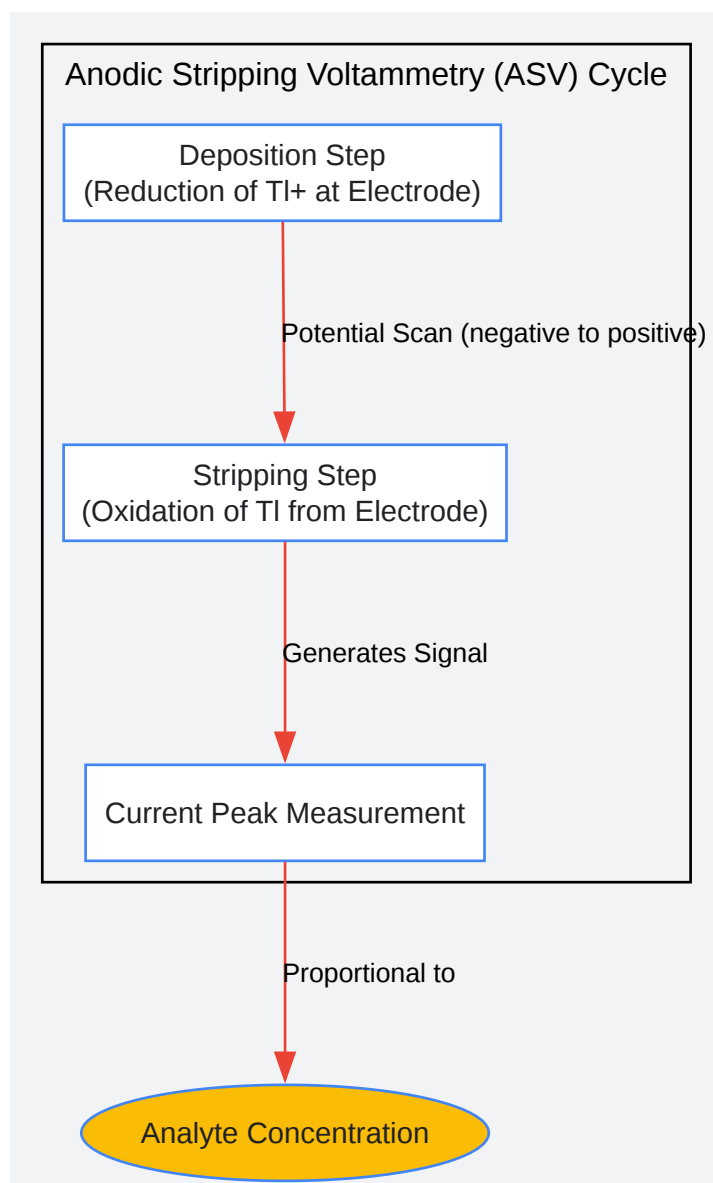 Anodic Stripping Voltammetry (ASV) Cycle
Deposition Step
(Reduction of Tl+ at Electrode)
Potential Scan (negative to positive)
Stripping Step
(Oxidation of Tl from Electrode)
Generates Signal
Current Peak Measurement
Proportional to
Analyte Concentration